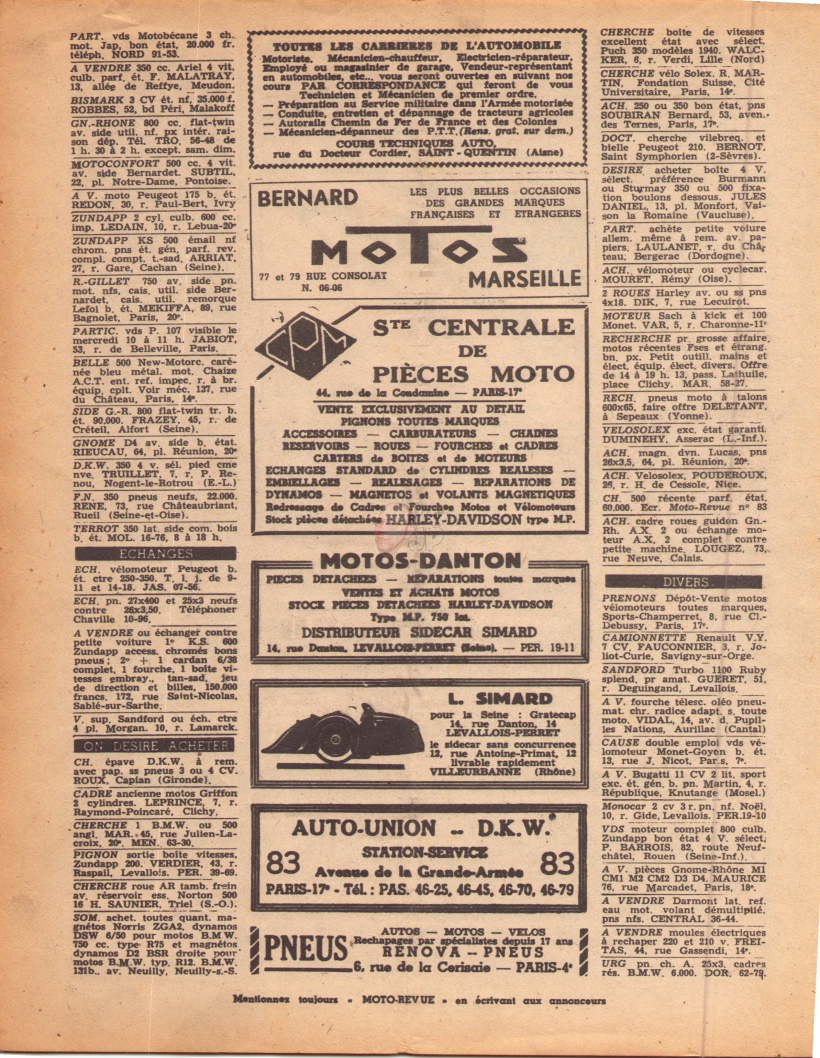 PART. vds Motobécane 3 ch.
mot. Jap, bon état, 20.000 fr.
téléph. NORD 91-53.
A VENDRE 350 cc. Ariel 4 vit.
culb. parf. ét. F. MALATRAY,
13, allée de Reffye, Meudon.
BISMARK 3 CV ét. nf, 35.000 f.
ROBBES, 52, bd Péri, Malakoff
GN.-RHONE 800 cc, flat-twin
av. side util. nf, px intér. rai-
son dép. Tél. TRO. 56-48 de
1 h. 30 à 2 h. except. sam. dim.
MOTOCONFORT 500 cc. 4 vit.
av. side Bernardet. SUBTIL,
22, pl. Notre-Dame, Pontoise.
A V. moto Peugeot 175 b. ét.
REDON, 30, r. Paul-Bert, Ivry
ZUNDAPP 2 cyl. culb. 600 cc.
imp. LEDAIN, 10, r. Lebua-20e
ZUNDAPP KS 500 émail nf
chrom. pns ét. gén. parf. rev.
compl. compt. t.-sad, ARRIAT,
27, r. Gare, Cachan (Seine).
R.-GILLET 750 av. side. pn.
mot. nfs, cais. util. side Ber-
nardet, cais. util. remorque
Lefol b. ét. MEKIFFA, 89, rue
Bagnolet, Paris, 20e.
PARTIC. vds P. 107 visible le
mercredi 10 à 11 h. JABIOT,
53, r. de Belleville, Paris.
BELLE 500 New-Motorc. caré-
née bleu métal. mot. Chaize
A.C.T. ent. ref. impec. r. à br.
équip. cplt. Voir méc. 137, rue
du Château, Paris, 14e.
SIDE G.-R. 800 flat-twin tr. b.
ét. 90.000. FRAZEY, 45, r. de
Créteil, Alfort (Seine).
GNOME D4 av. side b. état.
RIEUCAU, 64, pl. Réunion, 20e
D.K.W. 350 4 v. sél. pied cme
nve. TRUILLET, 7, r. P. Re-
nou, Nogent-le-Rotrou (E.-L.)
F.N. 350 pneus neufs, 22.000.
RENE, 73, rue Châteaubriant,
Rueil (Seine-et-Oise).
TERROT 350 lat. side com. bois
b. ét. MOL. 16-76, 8 à 18 h.
ECHANGES
ECH. vélomoteur Peugeot b.
ét. ctre 250-350. T. l. j. de 9-
11 et 14-18. JAS. 07-56.
ECH. pn. 27x400 et 25x3 neufs
contre 26x3,50. Téléphoner
Chaville 10-96.
A VENDRE ou échanger contre
petite voiture 1° K.S. 600
Zundapp access. chromés bons
pneus; 2° + 1 cardan 6/38
complet, 1 fourche, 1 boîte vi-
tesses embray., tan-sad, jeu
de direction et billes, 150.000
francs. 172, rue Saint-Nicolas,
Sablé-sur-Sarthe.
V. sup. Sandford ou éch. ctre
4 pl. Morgan. 10, r. Lamarck.
ON DESIRE ACHETER
CH. épave D.K.W. à rem.
avec pap. ss pneus 3 ou 4 CV.
ROUX, Capian (Gironde).
CADRE ancienne motos Griffon
2 cylindres. LEPRINCE, 7, r.
Raymond-Poincaré, Clichy.
CHERCHE 1 B.M.W. ou 500
angl. MAR. 45, rue Julien-La-
croix, 20e. MEN. 63-30.
PIGNON sortie boîte vitesses,
Zundapp 200. VERDIER, 43, r.
Raspail, Levallois. PER. 39-69.
CHERCHE roue AR tamb. frein
av. réservoir ess. Norton 500
16 H. SAUNIER, Triel (S.-O.).
SOM. achet. toutes quant. ma-
gnétos Norris ZGA2, dynamos
DSW 6/50 pour motos B.M.W.
750 cc. type R75 et magnétos
dynamos D2 BSR droite pour
motos B.M.W. typ. R12. B.M.W.
131b., av. Neuilly, Neuilly-s.-S.
TOUTES LES CARRIERES DE L'AUTOMOBILE
Motoriste, Mécanicien-chauffeur, Electricien-réparateur,
Employé ou magasinier de garage, Vendeur-représentant
en automobiles, etc., vous seront ouvertes en suivant nos
cours PAR CORRESPONDANCE qui feront de vous
Technicien et Mécanicien de premier ordre.
— Préparation au Service militaire dans l'Armée motorisée
— Conduite, entretien et dépannage de tracteurs agricoles
— Autorails Chemin de Fer de France et des Colonies
— Mécanicien-dépanneur des P.T.T. (Rens. grat. sur dem.)
COURS TECHNIQUES AUTO,
rue du Docteur Cordier, SAINT-QUENTIN (Aisne)
BERNARD
LES PLUS BELLES OCCASIONS
DES GRANDES MARQUES
FRANÇAISES ET ETRANGERES
MOTOS
77 et 79 RUE CONSOLAT
N. 06-06
MARSEILLE
CPM
STE CENTRALE
DE
PIÈCES MOTO
44, rue de la Condamine — PARIS-17e
VENTE EXCLUSIVEMENT AU DETAIL
PIGNONS TOUTES MARQUES
ACCESSOIRES — CARBURATEURS — CHAINES
RESERVOIRS — ROUES — FOURCHES et CADRES
CARTERS de BOITES et de MOTEURS
ECHANGES STANDARD de CYLINDRES REALESES —
EMBIELLAGES — REALESAGES — REPARATIONS DE
DYNAMOS — MAGNETOS et VOLANTS MAGNETIQUES
Redressage de Cadres et Fourches Motos et Vélomoteurs
Stock pièces détachées HARLEY-DAVIDSON type M.P.
MOTOS-DANTON
PIECES DETACHEES — REPARATIONS toutes marques
VENTES ET ACHATS MOTOS
STOCK PIECES DETACHEES HARLEY-DAVIDSON
Type M.P. 750 lat.
DISTRIBUTEUR SIDECAR SIMARD
14, rue Danton, LEVALLOIS-PERRET (Seine). — PER. 19-11
L. SIMARD
pour la Seine : Gratecap
14, rue Danton, 14
LEVALLOIS-PERRET
le sidecar sans concurrence
12, rue Antoine-Primat, 12
livrable rapidement
VILLEURBANNE (Rhône)
AUTO-UNION -- D.K.W.
STATION-SERVICE
83 Avenue de la Grande-Armée 83
PARIS-17e - Tél. : PAS. 46-25, 46-45, 46-70, 46-79
PNEUS
AUTOS — MOTOS — VELOS
Rechapages par spécialistes depuis 17 ans
RENOVA - PNEUS
6, rue de la Cerisaie — PARIS-4e
CHERCHE boîte de vitesses
excellent état avec sélect.
Puch 350 modèles 1940. WALC-
KER, 6, r. Verdi, Lille (Nord)
CHERCHE vélo Solex. R. MAR-
TIN, Fondation Suisse, Cité
Universitaire, Paris, 14e.
ACH. 250 ou 350 bon état, pns
SOUBIRAN Bernard, 53, aven.
des Ternes, Paris, 17e.
DOCT. cherche vilebreq. et
bielle Peugeot 210. BERNOT,
Saint Symphorien (2-Sèvres).
DESIRE acheter boîte 4 V.
sélect. préférence Burmann
ou Sturmay 350 ou 500 fixa-
tion boulons dessous. JULES
DANIEL, 13, pl. Monfort, Vai-
son la Romaine (Vaucluse).
PART. achète petite voiture
allem. même à rem. av. pa-
piers. LAULANET, r. du Châ-
teau, Bergerac (Dordogne).
ACH. vélomoteur ou cyclecar.
MOURET, Rémy (Oise).
2 ROUES Harley av. ou ss pns
4x18. DIK, 7, rue Lecuirot.
MOTEUR Sach à kick et 100
Monet. VAR, 5, r. Charonne-11e
RECHERCHE pr. grosse affaire
motos récentes Fses et étrang.
bn. px. Petit outill. mains et
élect. équip. élect. divers. Offre
de 14 à 19 h. 13, pass. Lathuile,
place Clichy. MAR. 58-27.
RECH. pneus moto à talons
600x65, faire offre DELETANT,
à Sepeaux (Yonne).
VELOSOLEX exc. état garanti.
DUMINEHY, Asserac (L.-Inf.).
ACH. magn. dyn. Lucas, pns
26x3,5, 64, pl. Réunion, 20e.
ACH. Velosolex, POUDEROUX,
26, r. H. de Cessole, Nice.
CH. 500 récente parf. état,
60.000. Ecr. Moto-Revue n° 83
ACH. cadre roues guidon Gn.-
Rh. A.X. 2 ou échange mo-
teur A.X. 2 complet contre
petite machine. LOUGEZ, 73,
rue Neuve, Calais.
DIVERS
PRENONS Dépôt-Vente motos
vélomoteurs toutes marques,
Sports-Champerret, 8, rue Cl.-
Debussy, Paris, 17e.
CAMIONNETTE Renault V.Y.
7 CV. FAUCONNIER, 3, r. Jo-
liot-Curie, Savigny-sur-Orge.
SANDFORD Turbo 1100 Ruby
splend. pr amat. GUERET, 51,
r. Deguingand, Levallois.
A V. fourche télesc. oléo pneu-
mat. chr. radice adapt. s. toute
moto. VIDAL, 14, av. d. Pupil-
les Nations, Aurillac (Cantal)
CAUSE double emploi vds vé-
lomoteur Monet-Goyen b. ét.
13, rue J. Nicot, Par.s, 7e.
A V. Bugatti 11 CV 2 lit. sport
exc. ét. gén. b. pn. Martin, 4, r.
République, Knutange (Mosel.)
Monocar 2 cv 3 r. pn. nf. Noël,
10, r. Gide, Levallois. PER.19-10
VDS moteur complet 800 culb.
Zundapp bon état 4 V. sélect.
P. BARROIS, 82, route Neuf-
châtel, Rouen (Seine-Inf.).
A V. pièces Gnome-Rhône M1
CM1 M2 CM2 D3 D4. MAURICE
76, rue Marcadet, Paris, 18e.
A VENDRE Darmont lat. ref.
eau mot. volant démultiplié,
pns nfs. CENTRAL 36-44.
A VENDRE moules électriques
à rechaper 220 et 210 v. FREI-
TAS, 44, rue Gassendi, 14e.
URG pn. ch. A. 25x3, cadres
rés. B.M.W. 6.000. DOR. 62-79.
Mentionnez toujours « MOTO-REVUE » en écrivant aux annonceurs